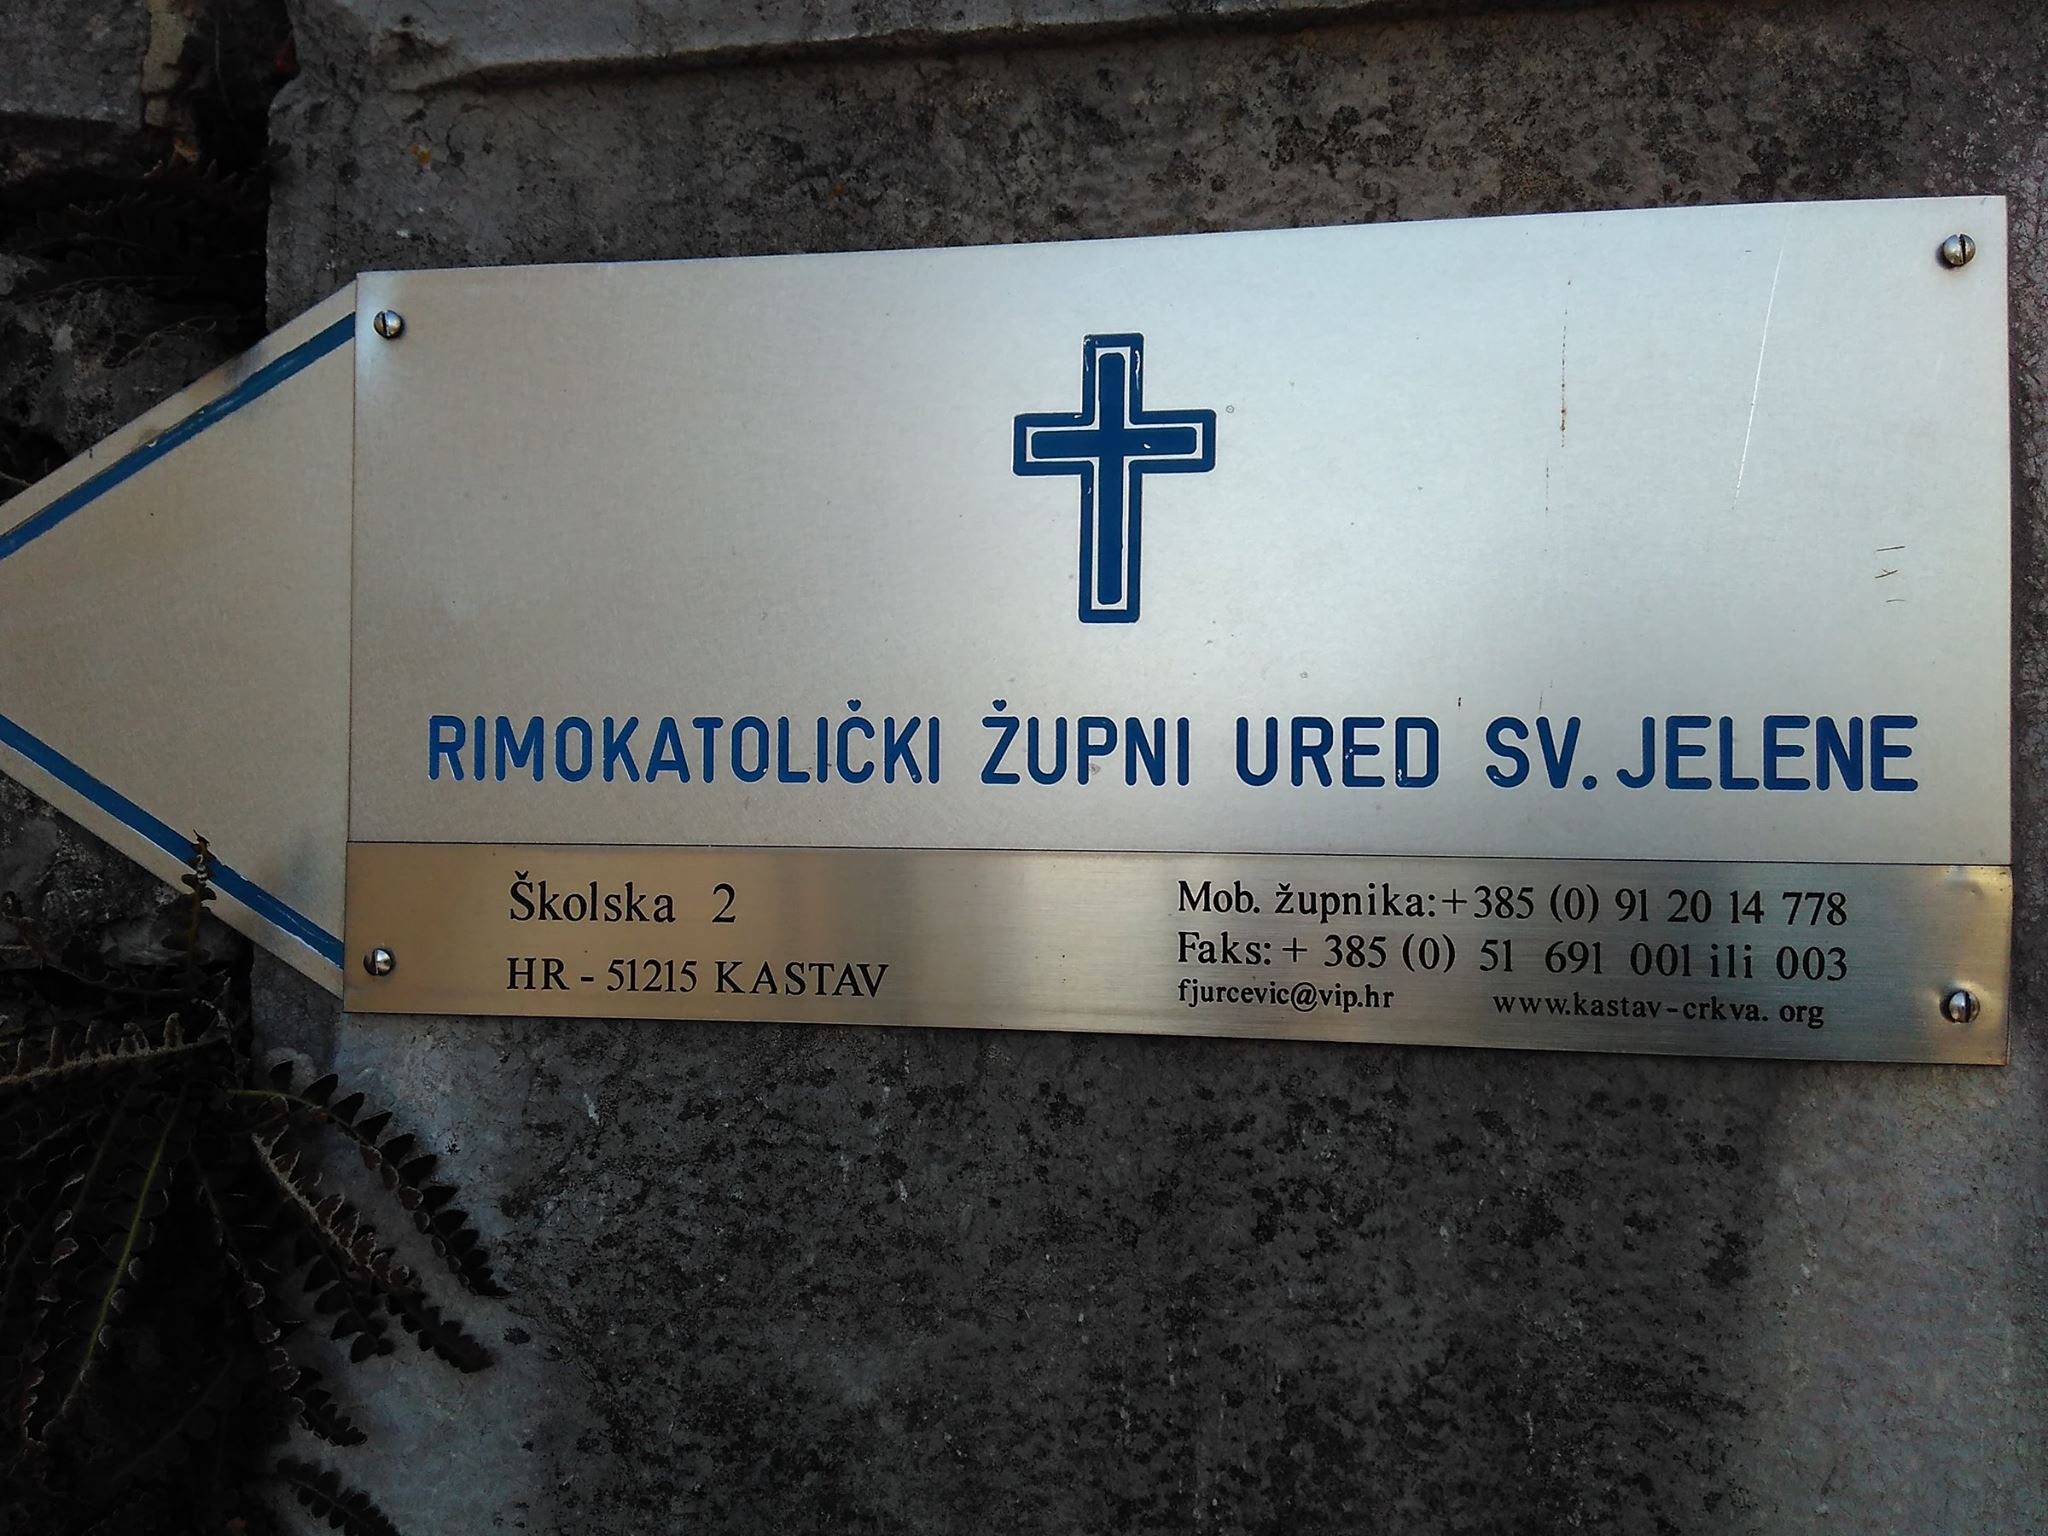 RIMOKATOLIČKI ŽUPNI URED SV. JELENE
Školska 2
HR - 51215 KASTAV
Mob. župnika: +385 (0) 91 20 14 778
Faks: + 385 (0) 51 691 001 ili 003
fjurcevic@vip.hr www.kastav-crkva. org